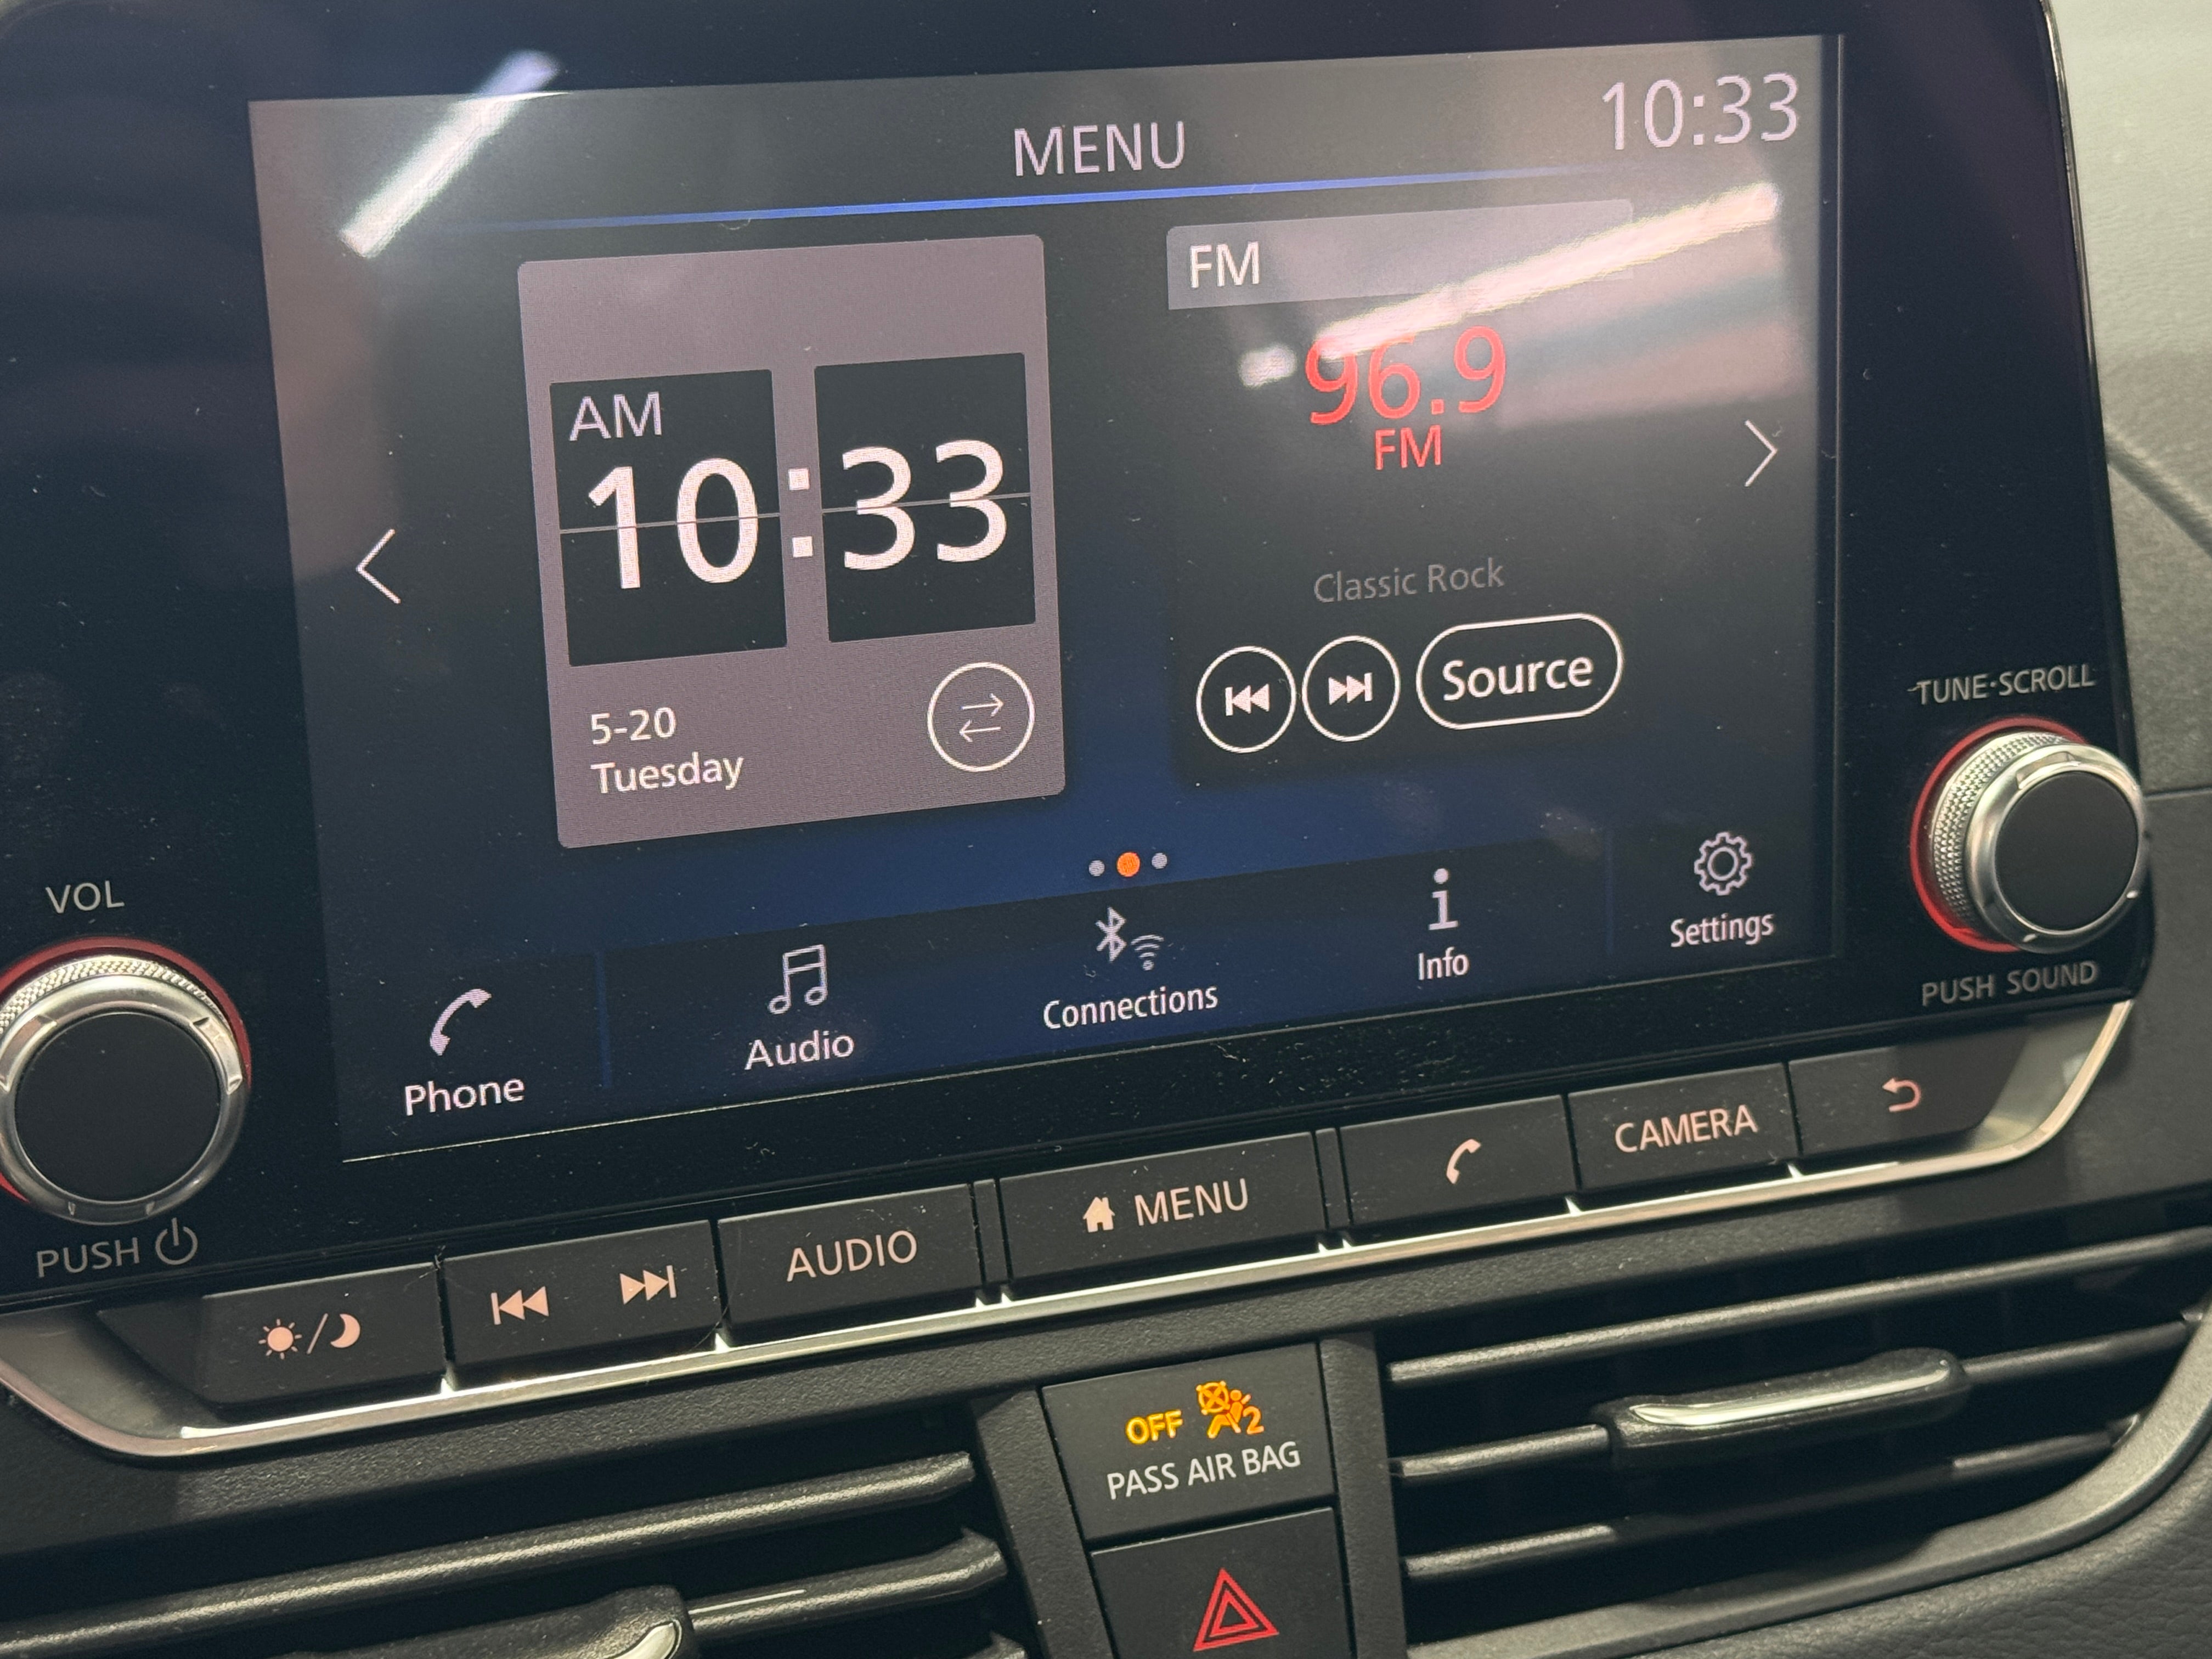 MENU
10:33
AM
10:33
5-20
Tuesday
FM
96.9
FM
Classic Rock
Source
TUNE·SCROLL
PUSH SOUND
VOL
PUSH
Phone
Audio
Connections
Info
Settings
AUDIO
MENU
CAMERA
OFF 2
PASS AIR BAG